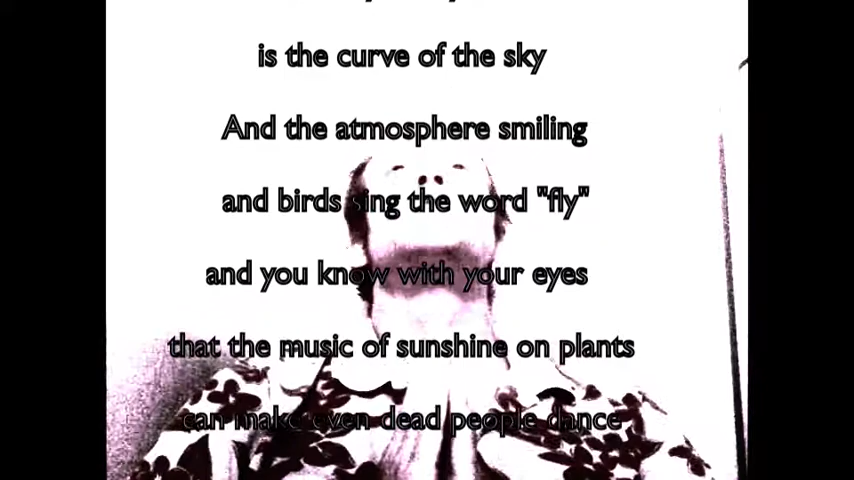 is the curve of the sky
And the atmosphere smiling
and birds sing the word "fly"
and you know with your eyes
that the music of sunshine on plants
can make even dead people dance